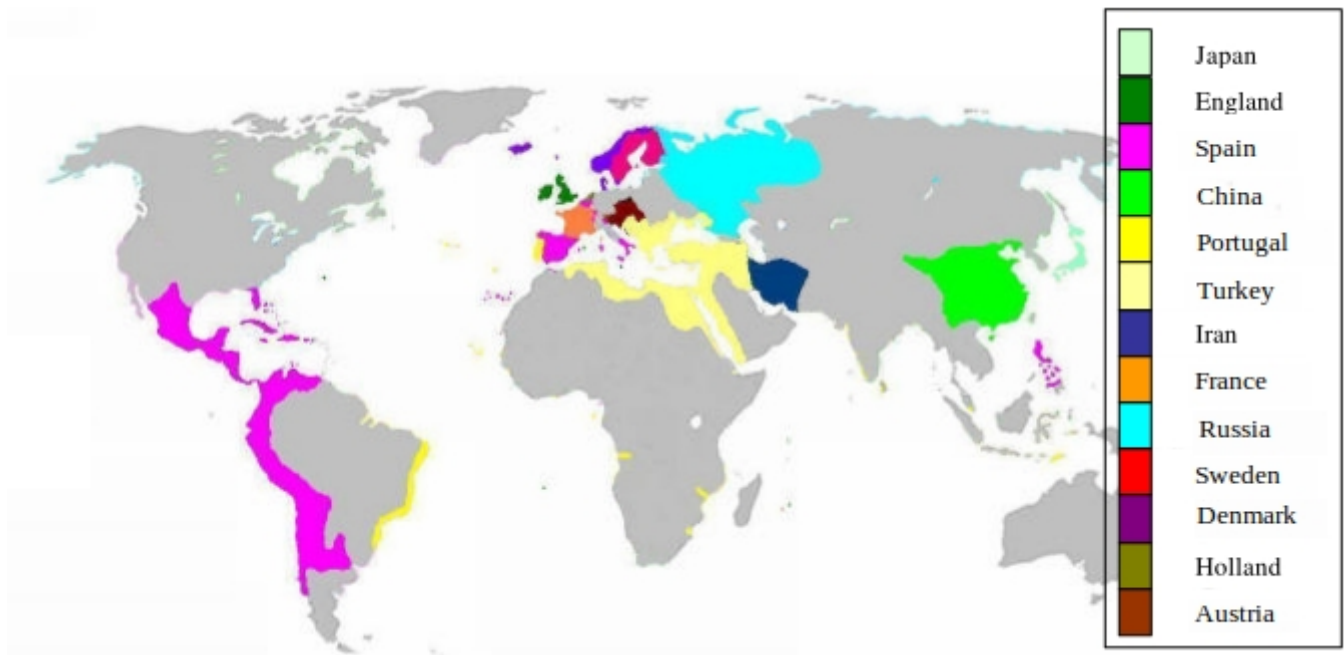 Japan
England
Spain
China
Portugal
Turkey
Iran
France
Russia
Sweden
Denmark
Holland
Austria